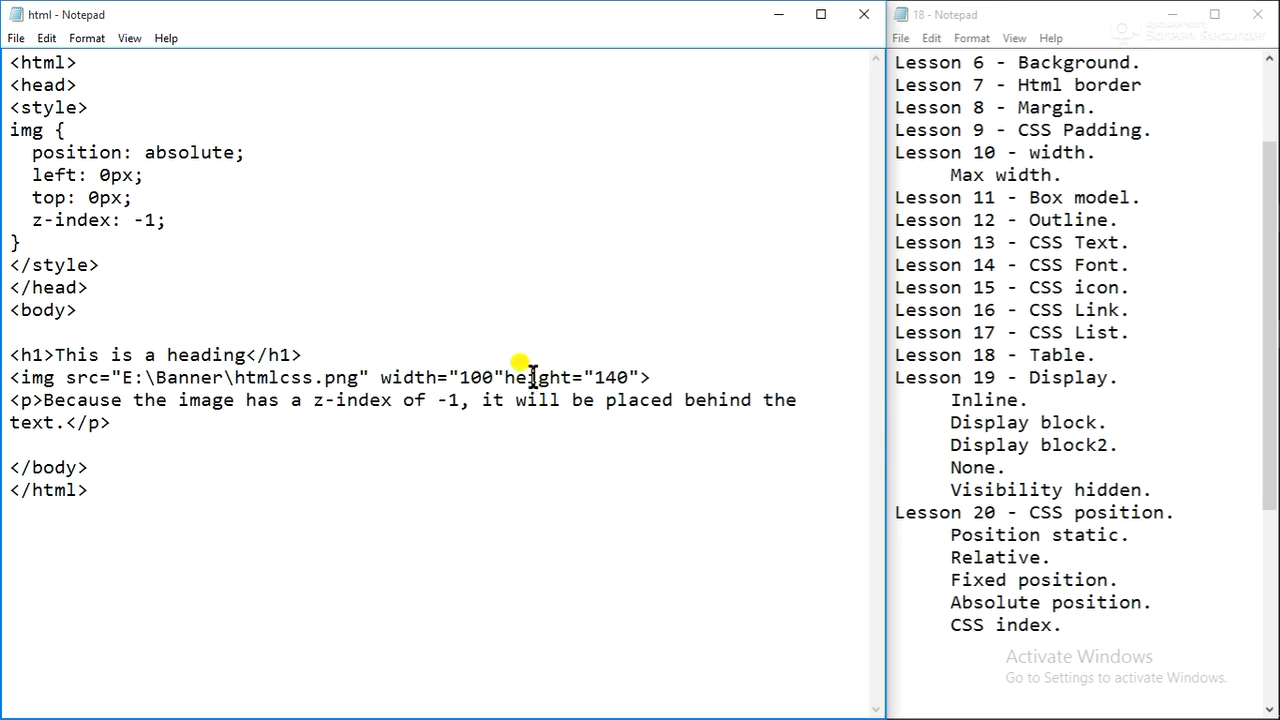 html - Notepad
File Edit Format View Help
<html>
<head>
<style>
img {
  position: absolute;
  left: 0px;
  top: 0px;
  z-index: -1;
}
</style>
</head>
<body>
<h1>This is a heading</h1>
<img src="E:\Banner\htmlcss.png" width="100"height="140">
<p>Because the image has a z-index of -1, it will be placed behind the
text.</p>
</body>
</html>
18 - Notepad
File Edit Format View Help
Screen Recorder
Lesson 6 - Background.
Lesson 7 - Html border
Lesson 8 - Margin.
Lesson 9 - CSS Padding.
Lesson 10 - width.
Max width.
Lesson 11 - Box model.
Lesson 12 - Outline.
Lesson 13 - CSS Text.
Lesson 14 - CSS Font.
Lesson 15 - CSS icon.
Lesson 16 - CSS Link.
Lesson 17 - CSS List.
Lesson 18 - Table.
Lesson 19 - Display.
Inline.
Display block.
Display block2.
None.
Visibility hidden.
Lesson 20 - CSS position.
Position static.
Relative.
Fixed position.
Absolute position.
CSS index.
Activate Windows
Go to Settings to activate Windows.